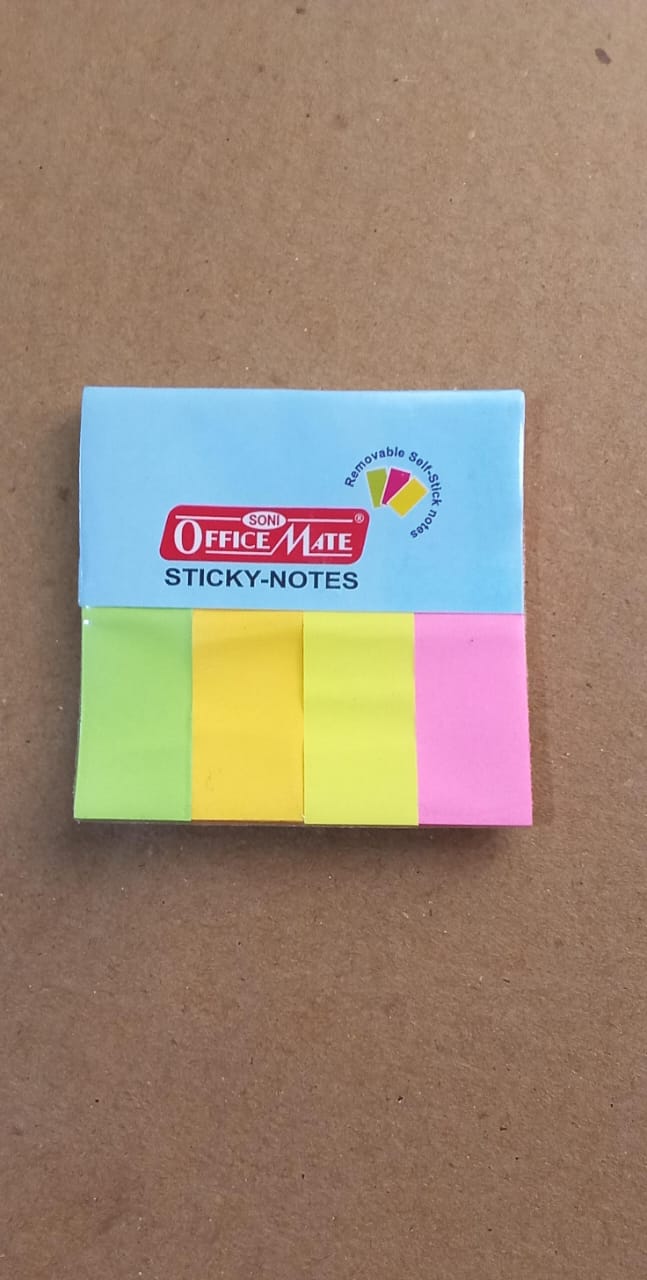 Removable Self-Stick notes
SONI
OFFICE MATE ®
STICKY-NOTES